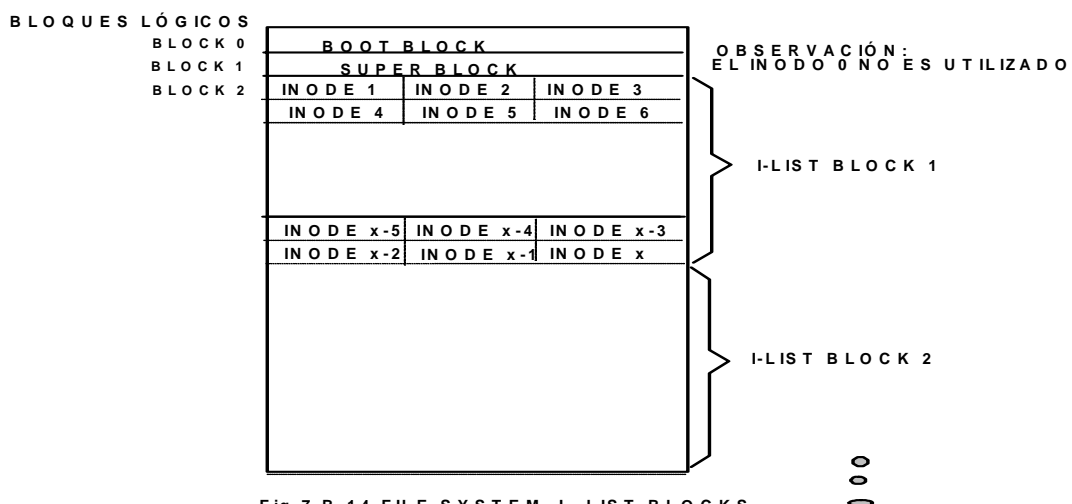 BLOQUES LÓGICOS
BLOCK 0 BOOT BLOCK
OBSERVACIÓN:
EL INODO 0 NO ES UTILIZADO
BLOCK 1 SUPER BLOCK
BLOCK 2 INODE 1 INODE 2 INODE 3
INODE 4 INODE 5 INODE 6
I-LIST BLOCK 1
INODE x-5 INODE x-4 INODE x-3
INODE x-2 INODE x-1 INODE x
I-LIST BLOCK 2